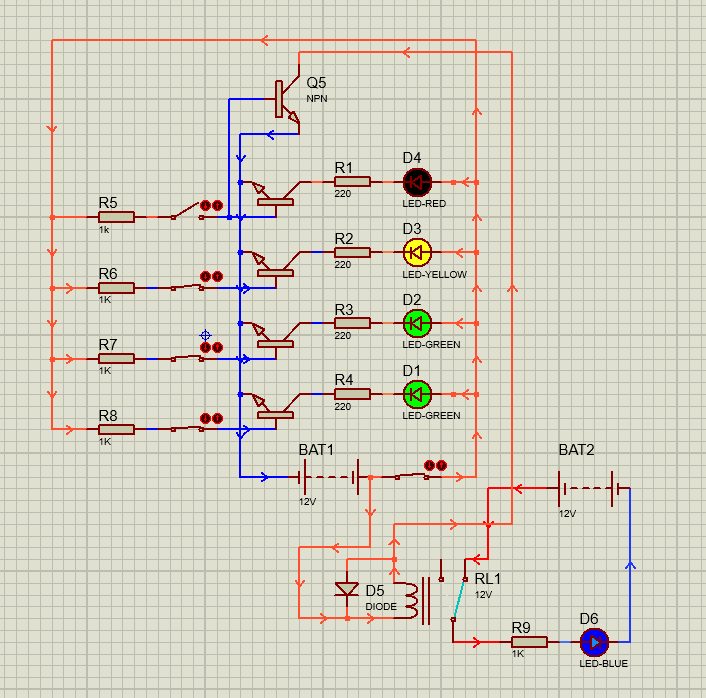 Q5
NPN
D4
R1
220
LED-RED
R5
1k
D3
R2
220
LED-YELLOW
R6
1K
D2
R3
220
LED-GREEN
R7
1K
D1
R4
220
LED-GREEN
R8
1K
BAT1
12V
BAT2
12V
D5
DIODE
RL1
12V
R9
1K
D6
LED-BLUE